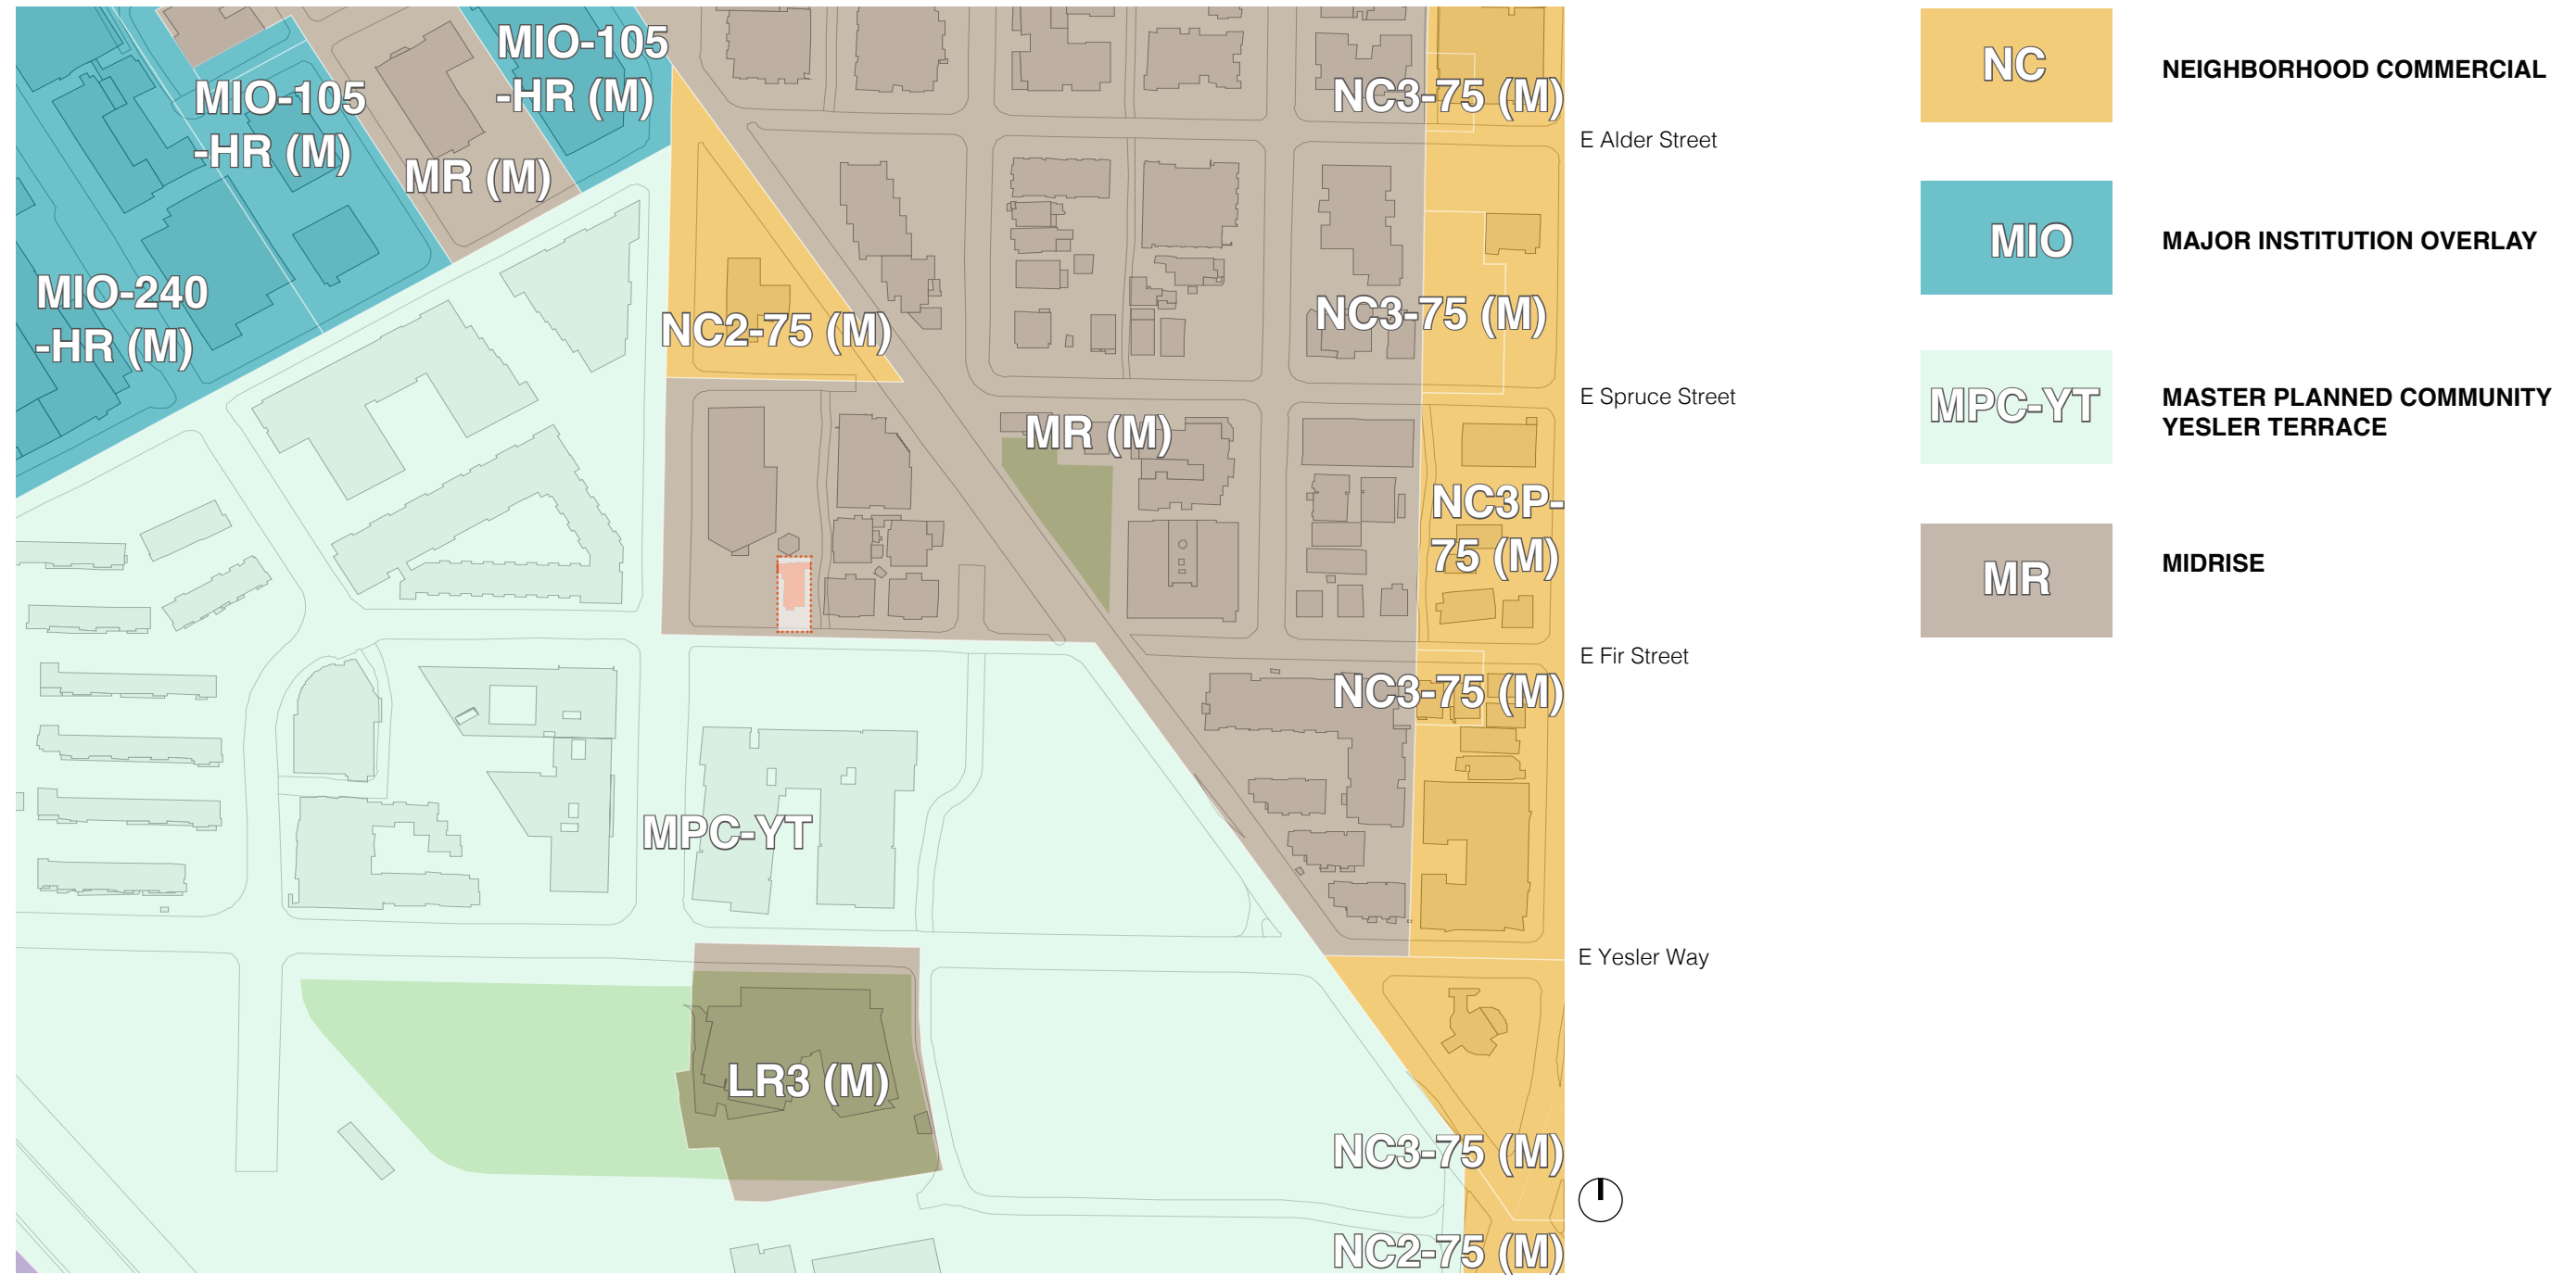 MIO-105
-HR (M)
MIO-105
-HR (M)
MR (M)
MIO-240
-HR (M)
NC2-75 (M)
NC3-75 (M)
NC3-75 (M)
MR (M)
NC3P-
75 (M)
NC3-75 (M)
MPC-YT
LR3 (M)
NC3-75 (M)
NC2-75 (M)
E Alder Street
E Spruce Street
E Fir Street
E Yesler Way
NC
NEIGHBORHOOD COMMERCIAL
MIO
MAJOR INSTITUTION OVERLAY
MPC-YT
MASTER PLANNED COMMUNITY
YESLER TERRACE
MR
MIDRISE